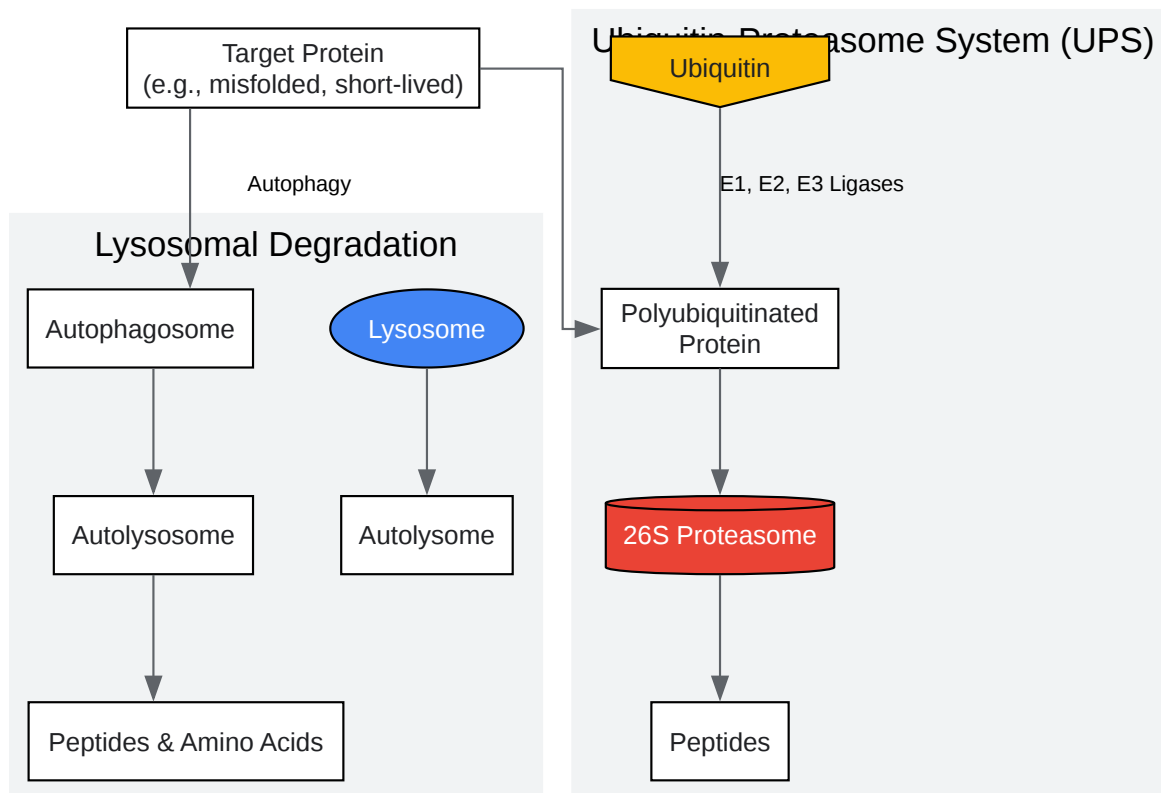 Target Protein
(e.g., misfolded, short-lived)
Ubiquitin-Proteasome System (UPS)
Ubiquitin
Autophagy
E1, E2, E3 Ligases
Lysosomal Degradation
Autophagosome
Lysosome
Polyubiquitinated
Protein
Autolysosome
Autolysome
26S Proteasome
Peptides & Amino Acids
Peptides